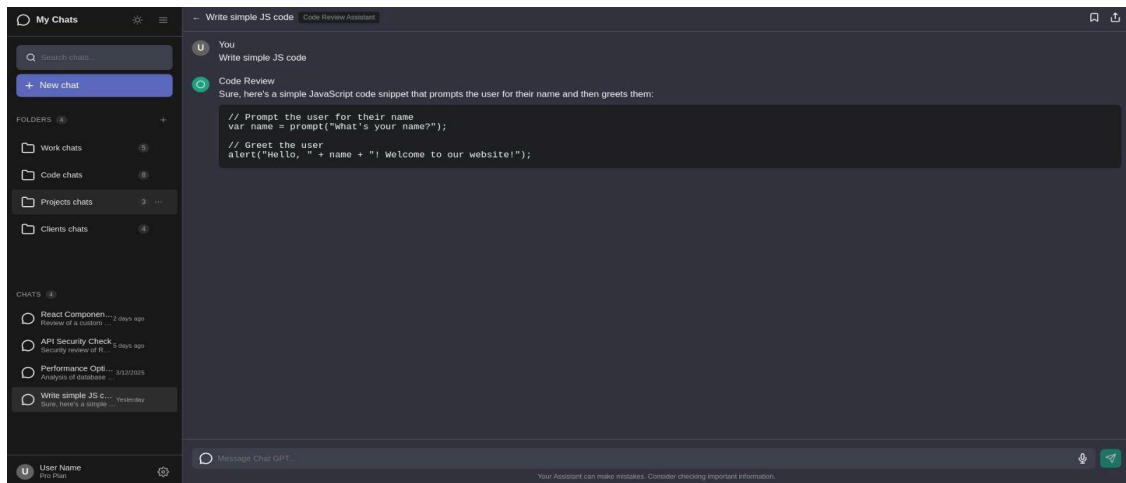 My Chats
Search chats...
+ New chat
FOLDERS 4 +
Work chats 5
Code chats 8
Projects chats 3 ...
Clients chats 4
CHATS 4
React Componen... 2 days ago
Review of a custom ...
API Security Check 5 days ago
Security review of R...
Performance Opti... 3/12/2025
Analysis of database ...
Write simple JS c... Yesterday
Sure, here's a simple ...
U User Name
Pro Plan
← Write simple JS code Code Review Assistant
U You
Write simple JS code
Code Review
Sure, here's a simple JavaScript code snippet that prompts the user for their name and then greets them:
// Prompt the user for their name
var name = prompt("What's your name?");
// Greet the user
alert("Hello, " + name + "! Welcome to our website!");
Message Chat GPT...
Your Assistant can make mistakes. Consider checking important information.